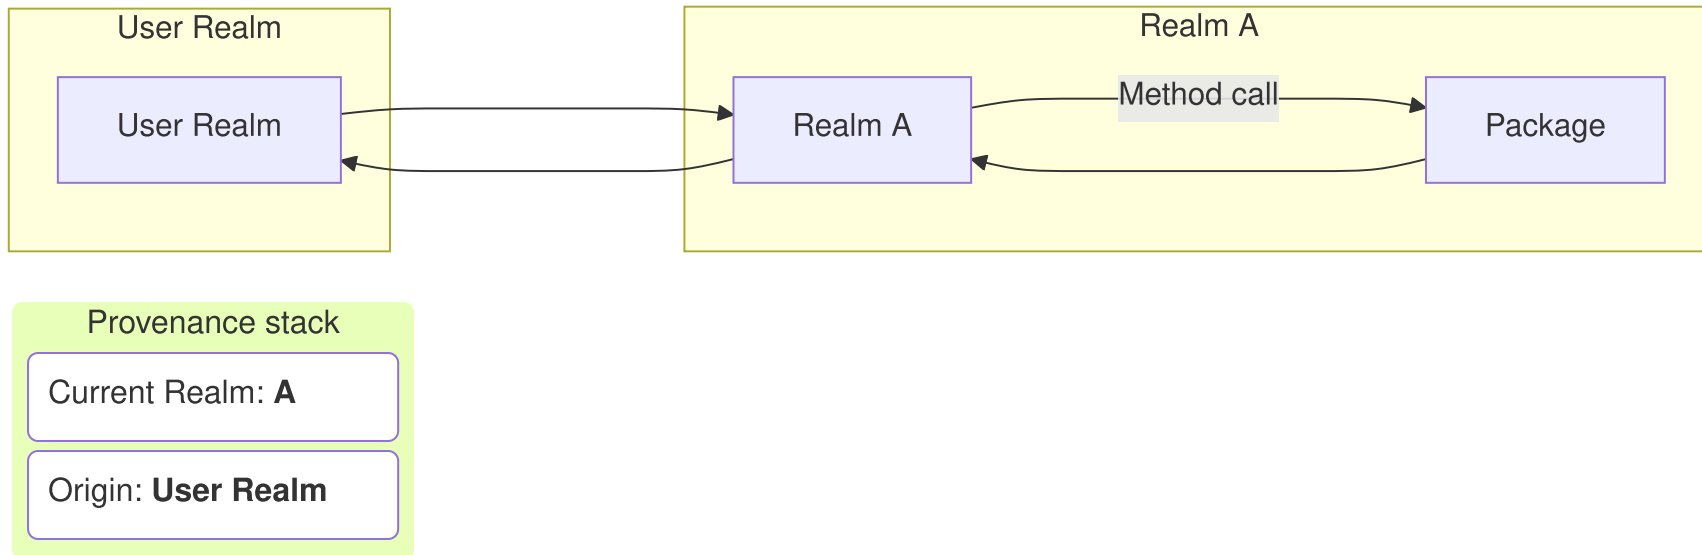 User Realm
Realm A
User Realm
Realm A
Method call
Package
Provenance stack
Current Realm: A
Origin: User Realm